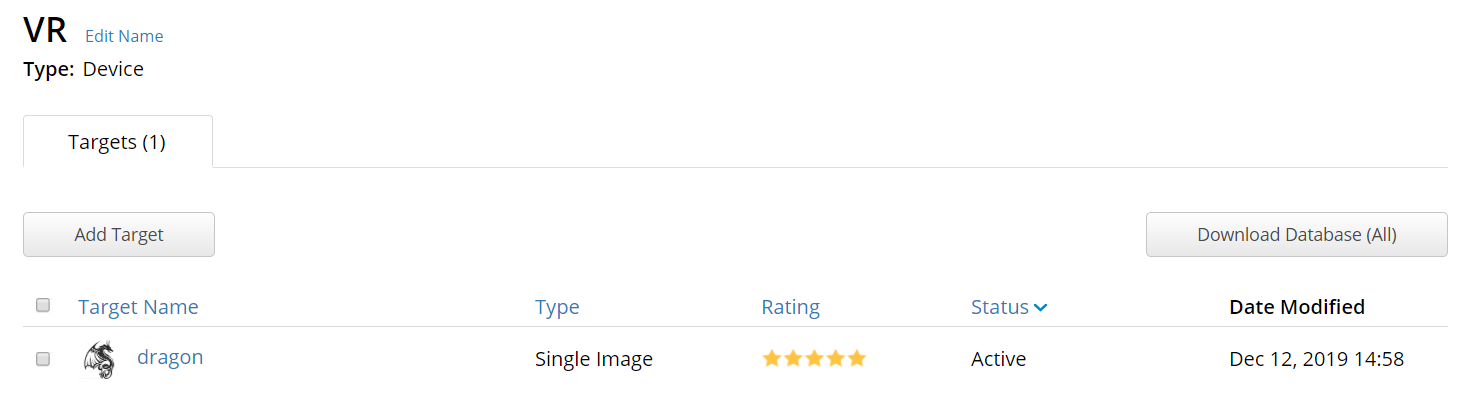 VR Edit Name
Type: Device
Targets (1)
Add Target Download Database (All)
Target Name Type Rating Status Date Modified
dragon Single Image Active Dec 12, 2019 14:58